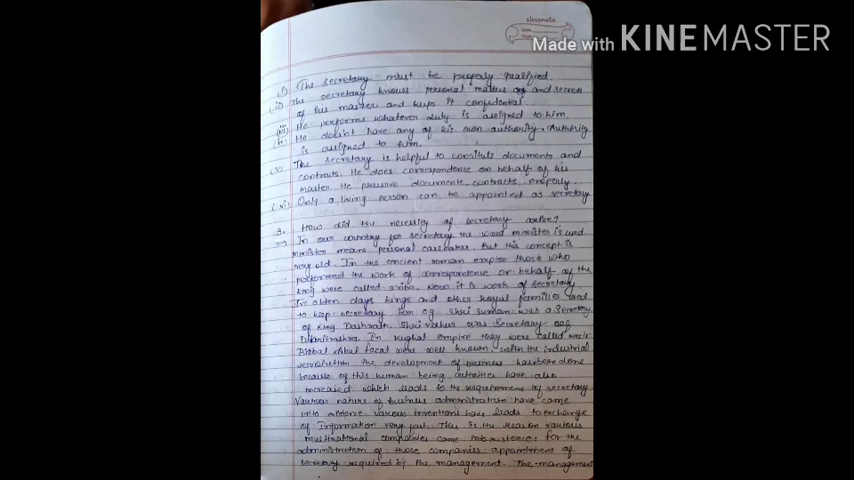 classmate
Made with KINEMASTER
(i) The secretary must be properly qualified.
(ii) The secretary knows personal matters and secrets
of his master and keeps it confidential
(iii) He performs whatever duty is assigned to him
(iv) He doesn't have any of his own authority. Authority
is assigned to him.
(v) The secretary is helpful to constitute documents and
contracts. He does correspondence on behalf of his
master. He preserve documents, contracts, properly.
(vi) Only a living person can be appointed as secretary
3. How did the necessity of secretary arise?
⇒ In our country for secretary the word minister is used
minister means personal caretaker. But this concept is
very old. In the ancient roman empire those who
performed the work of correspondence on behalf of the
king were called scriba. Now it is work of secretary
In olden days kings and other royal families used
to keep secretary for eg. Shri Suman was a Secretary
of King Dashrath. Shri was Secretary of
In mughal empire they were called
Birbal Abul fazal were well known. With the industrial
revolution the development of business has been done
because of this human being activities have also
increased which leads to the requirement of secretary
Various nature of business administration have came
into Various inventions have leads to exchange
of Information very fast. This is the reason various
multinational companies came into existence. for the
administration of those companies appointment of
secretary required by the management. The management